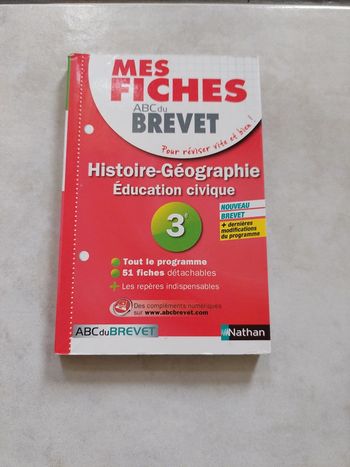 MES
FICHES
ABC du
BREVET
Pour réviser vite et bien !
Histoire-Géographie
Éducation civique
3e
NOUVEAU
BREVET
+ dernières
modifications
du programme
Tout le programme
51 fiches détachables
+ Les repères indispensables
Des compléments numériques
sur www.abcbrevet.com
ABC du BREVET
Nathan